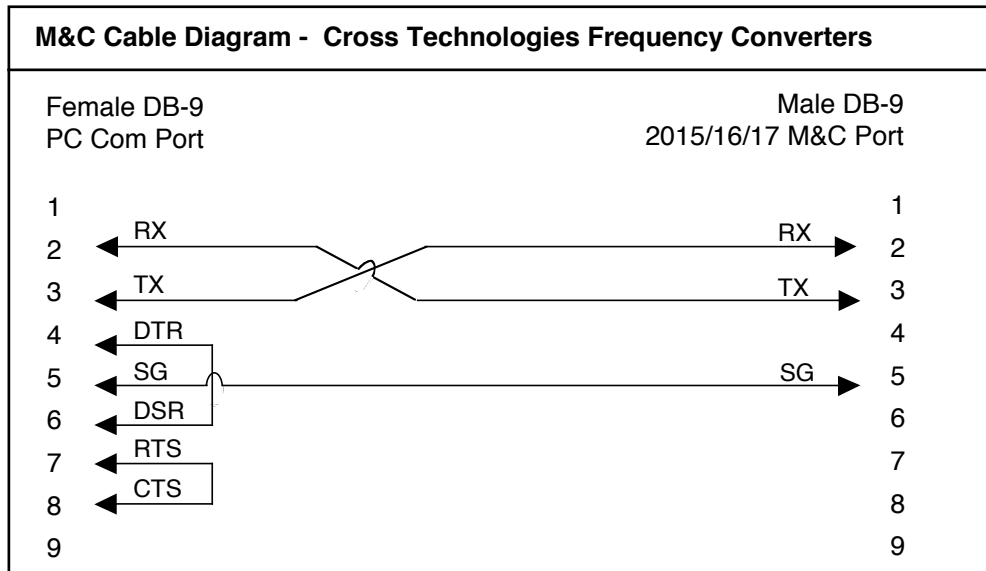 M&C Cable Diagram - Cross Technologies Frequency Converters
Female DB-9
PC Com Port
Male DB-9
2015/16/17 M&C Port
1 1
2 RX RX 2
3 TX TX 3
4 DTR 4
5 SG SG 5
6 DSR 6
7 RTS 7
8 CTS 8
9 9